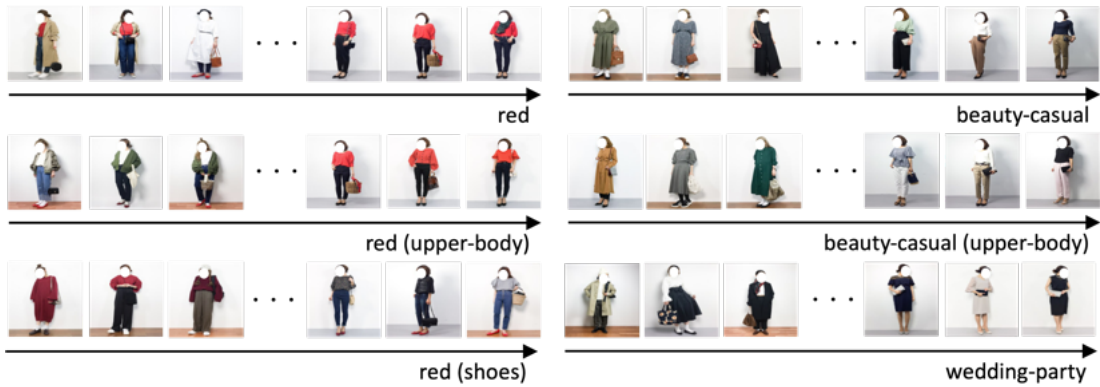 red
beauty-casual
red (upper-body)
beauty-casual (upper-body)
red (shoes)
wedding-party